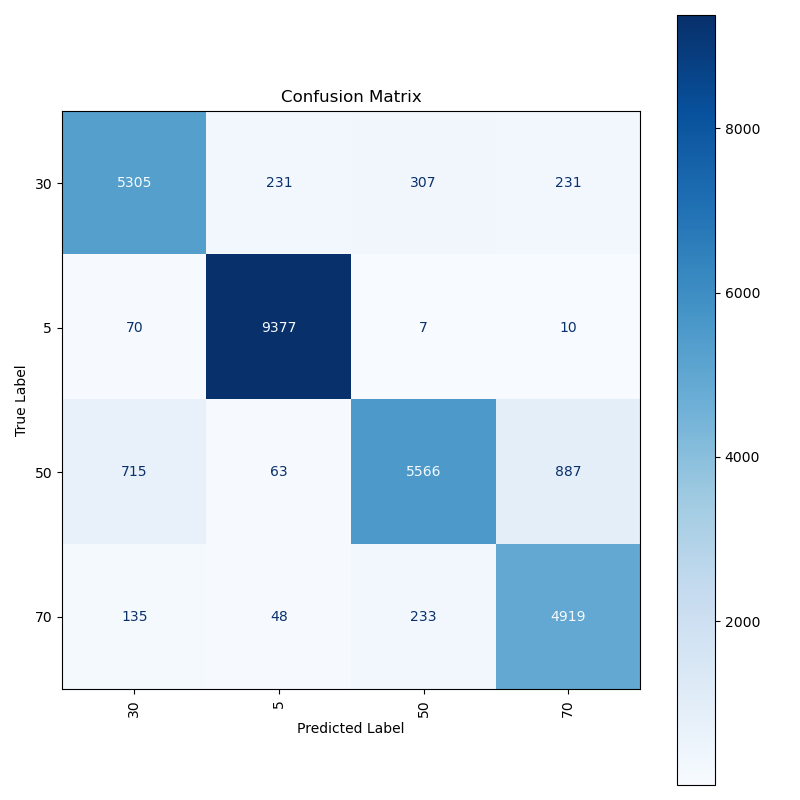 Confusion Matrix
30 5305 231 307 231
5 70 9377 7 10
50 715 63 5566 887
70 135 48 233 4919
30 5 50 70
Predicted Label
True Label
8000
6000
4000
2000